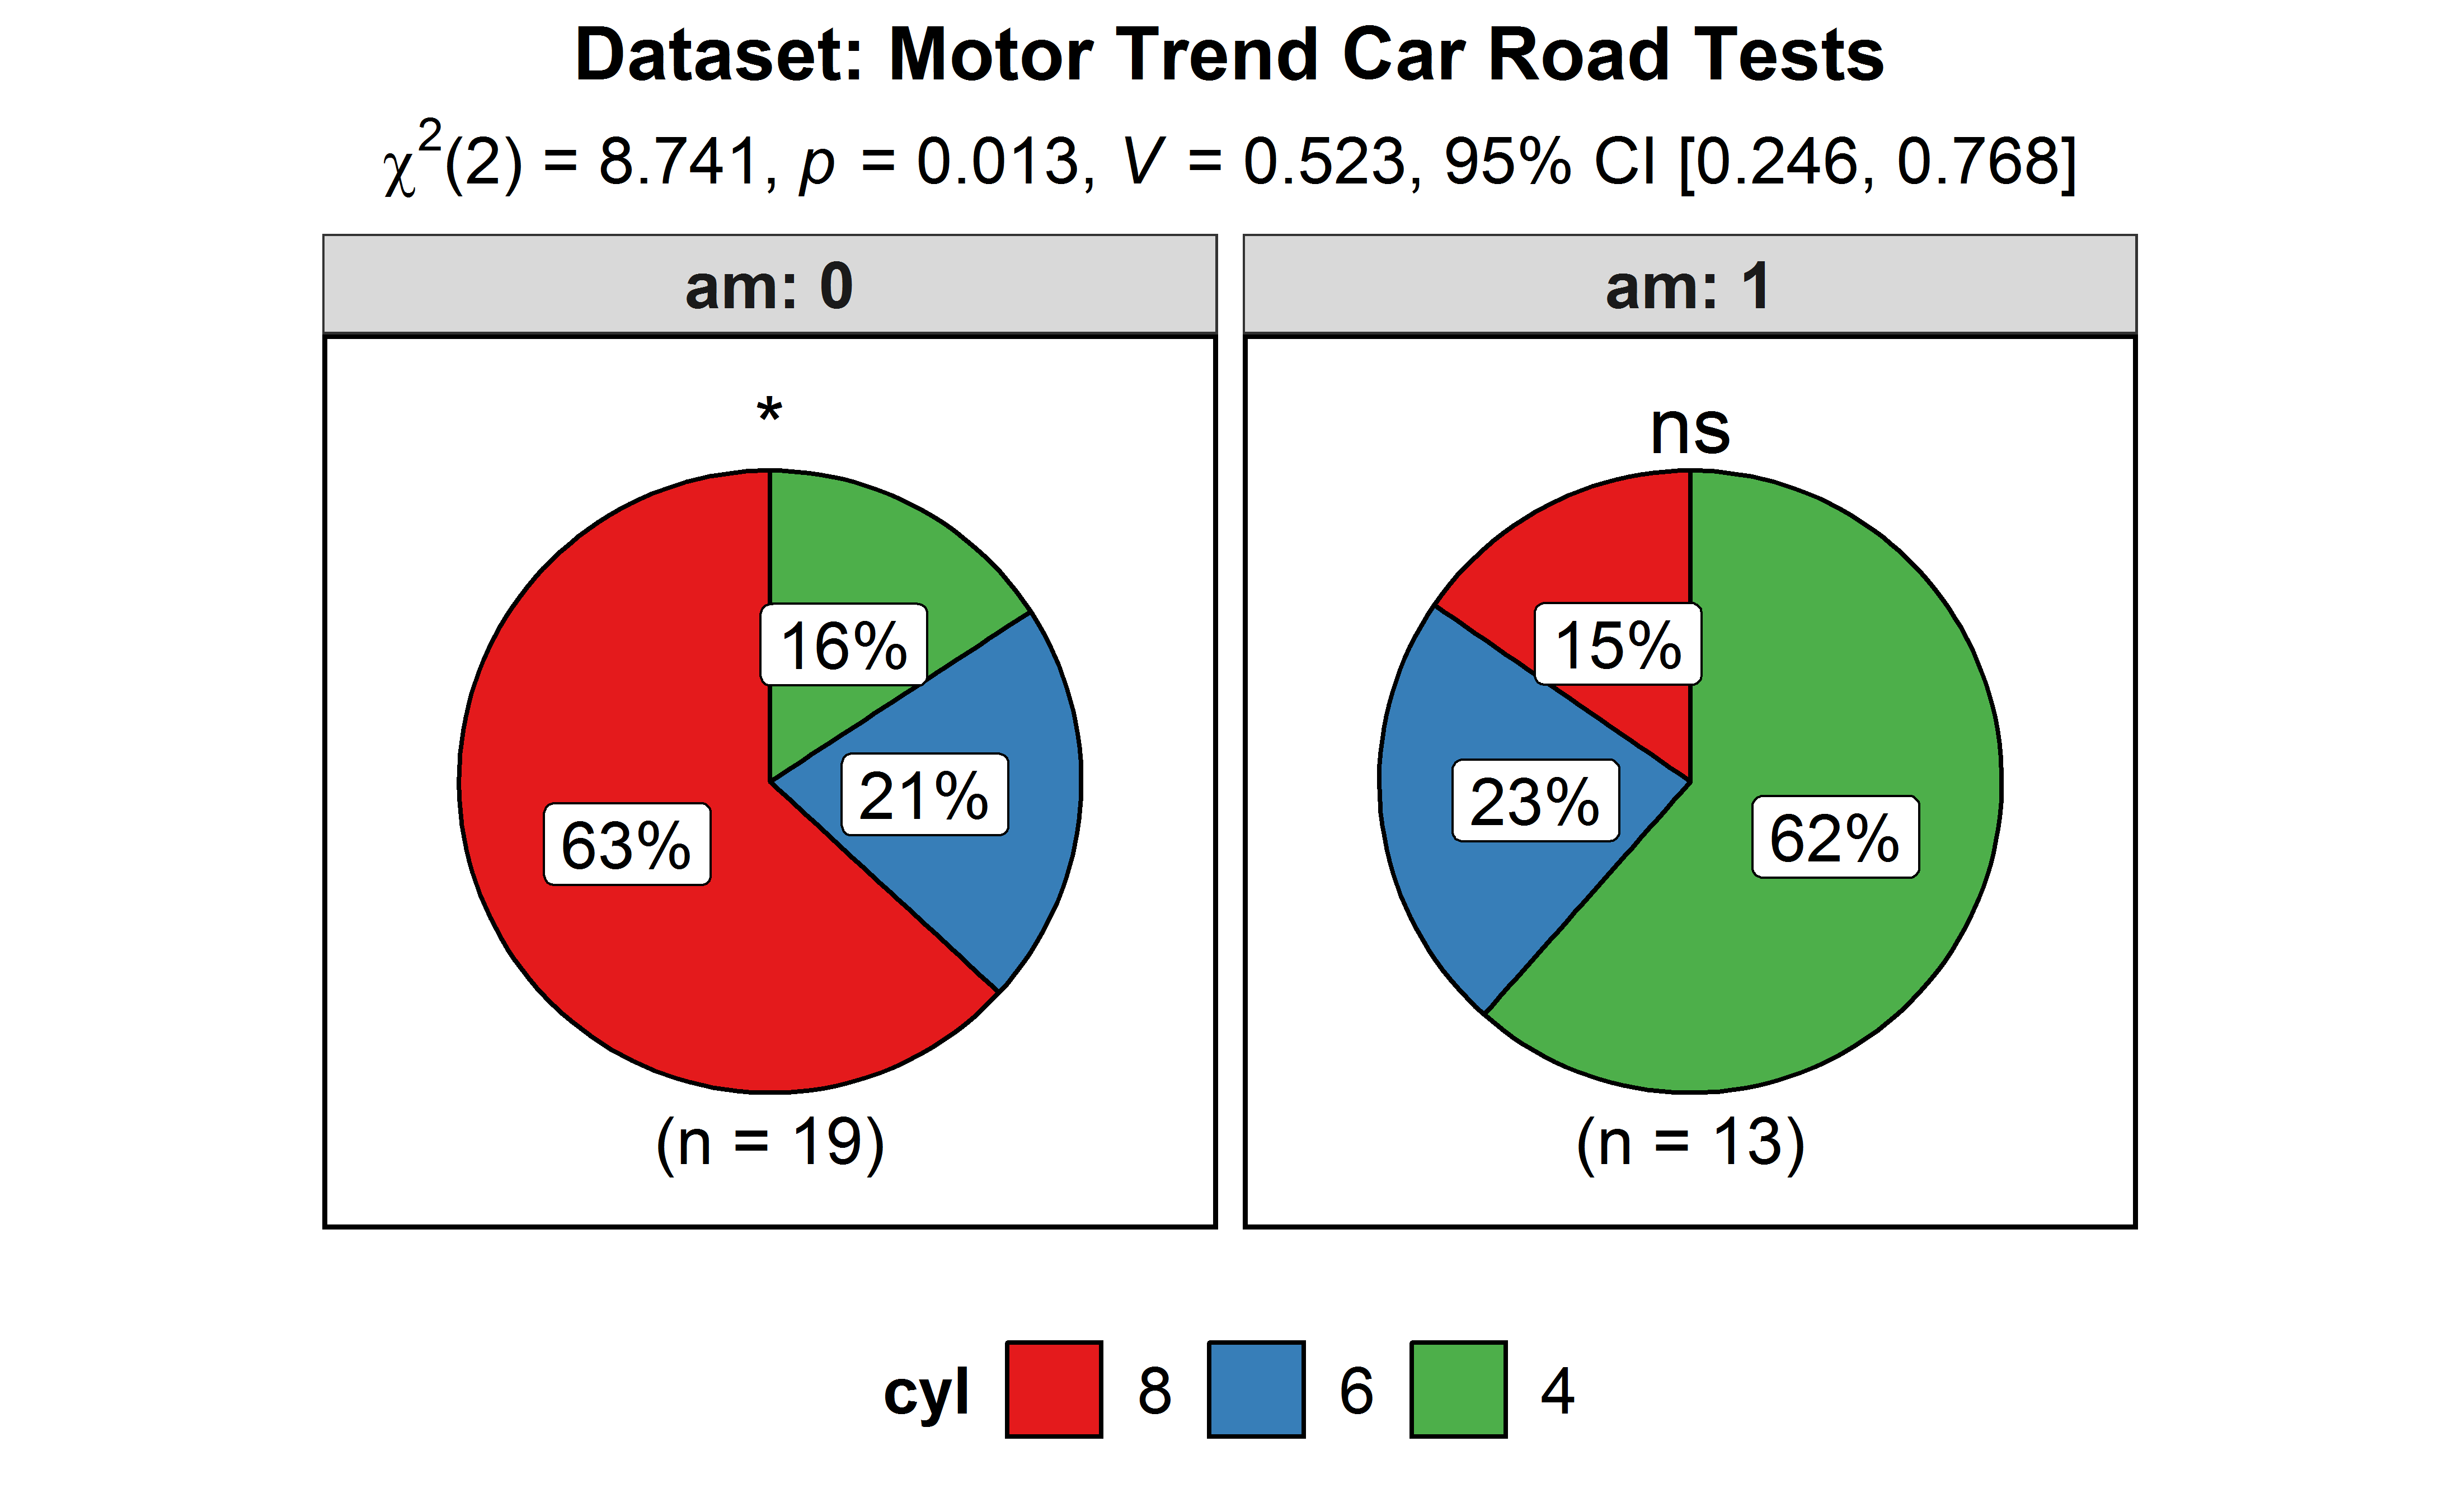 Dataset: Motor Trend Car Road Tests
χ²(2) = 8.741, p = 0.013, V = 0.523, 95% CI [0.246, 0.768]
am: 0
*
16%
21%
63%
(n = 19)
am: 1
ns
15%
23%
62%
(n = 13)
cyl 8 6 4